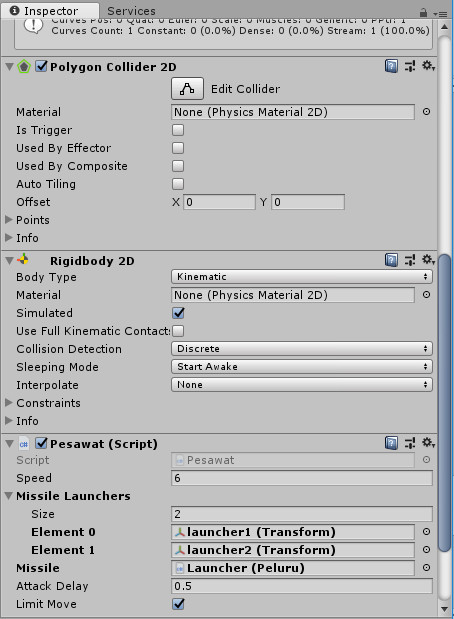 Inspector Services
Curves Pos: 0 Quat: 0 Euler: 0 Scale: 0 Muscles: 0 Generic: 0 PPtr: 1
Curves Count: 1 Constant: 0 (0.0%) Dense: 0 (0.0%) Stream: 1 (100.0%)
Polygon Collider 2D
Edit Collider
Material None (Physics Material 2D)
Is Trigger
Used By Effector
Used By Composite
Auto Tiling
Offset X 0 Y 0
Points
Info
Rigidbody 2D
Body Type Kinematic
Material None (Physics Material 2D)
Simulated
Use Full Kinematic Contacts
Collision Detection Discrete
Sleeping Mode Start Awake
Interpolate None
Constraints
Info
Pesawat (Script)
Script Pesawat
Speed 6
Missile Launchers
Size 2
Element 0 launcher1 (Transform)
Element 1 launcher2 (Transform)
Missile Launcher (Peluru)
Attack Delay 0.5
Limit Move